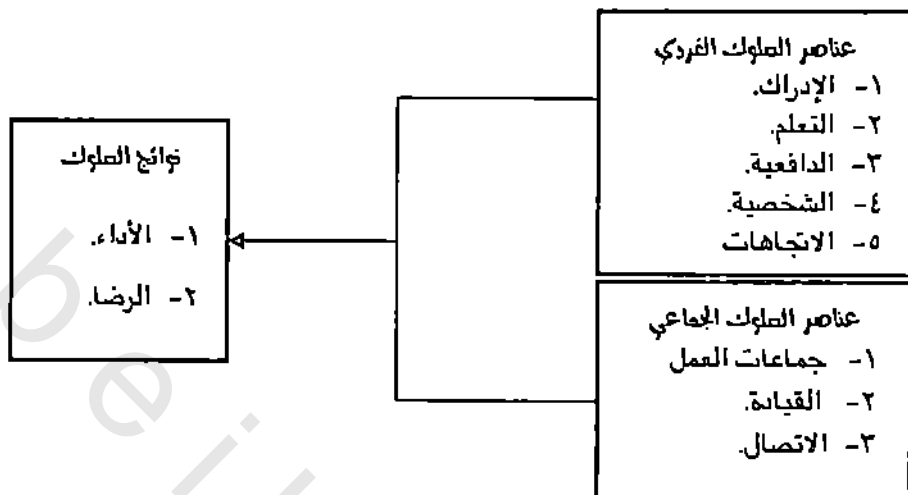 عناصر السلوك الفردي
١- الإدراك.
٢- التعلم.
٣- الدافعية.
٤- الشخصية.
٥- الاتجاهات
عناصر السلوك الجماعي
١- جماعات العمل
٢- القيادة.
٣- الاتصال.
نواتج السلوك
١- الأداء.
٢- الرضا.